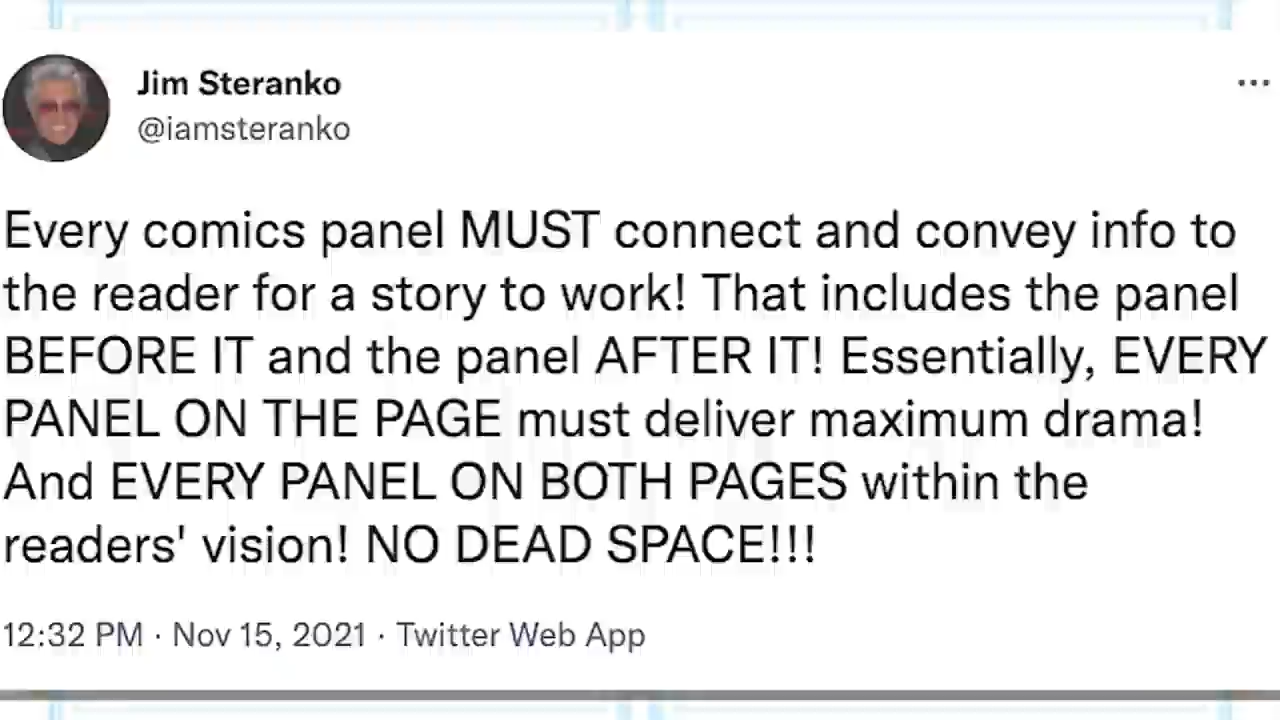 Jim Steranko
@iamsteranko
Every comics panel MUST connect and convey info to
the reader for a story to work! That includes the panel
BEFORE IT and the panel AFTER IT! Essentially, EVERY
PANEL ON THE PAGE must deliver maximum drama!
And EVERY PANEL ON BOTH PAGES within the
readers' vision! NO DEAD SPACE!!!
12:32 PM · Nov 15, 2021 · Twitter Web App